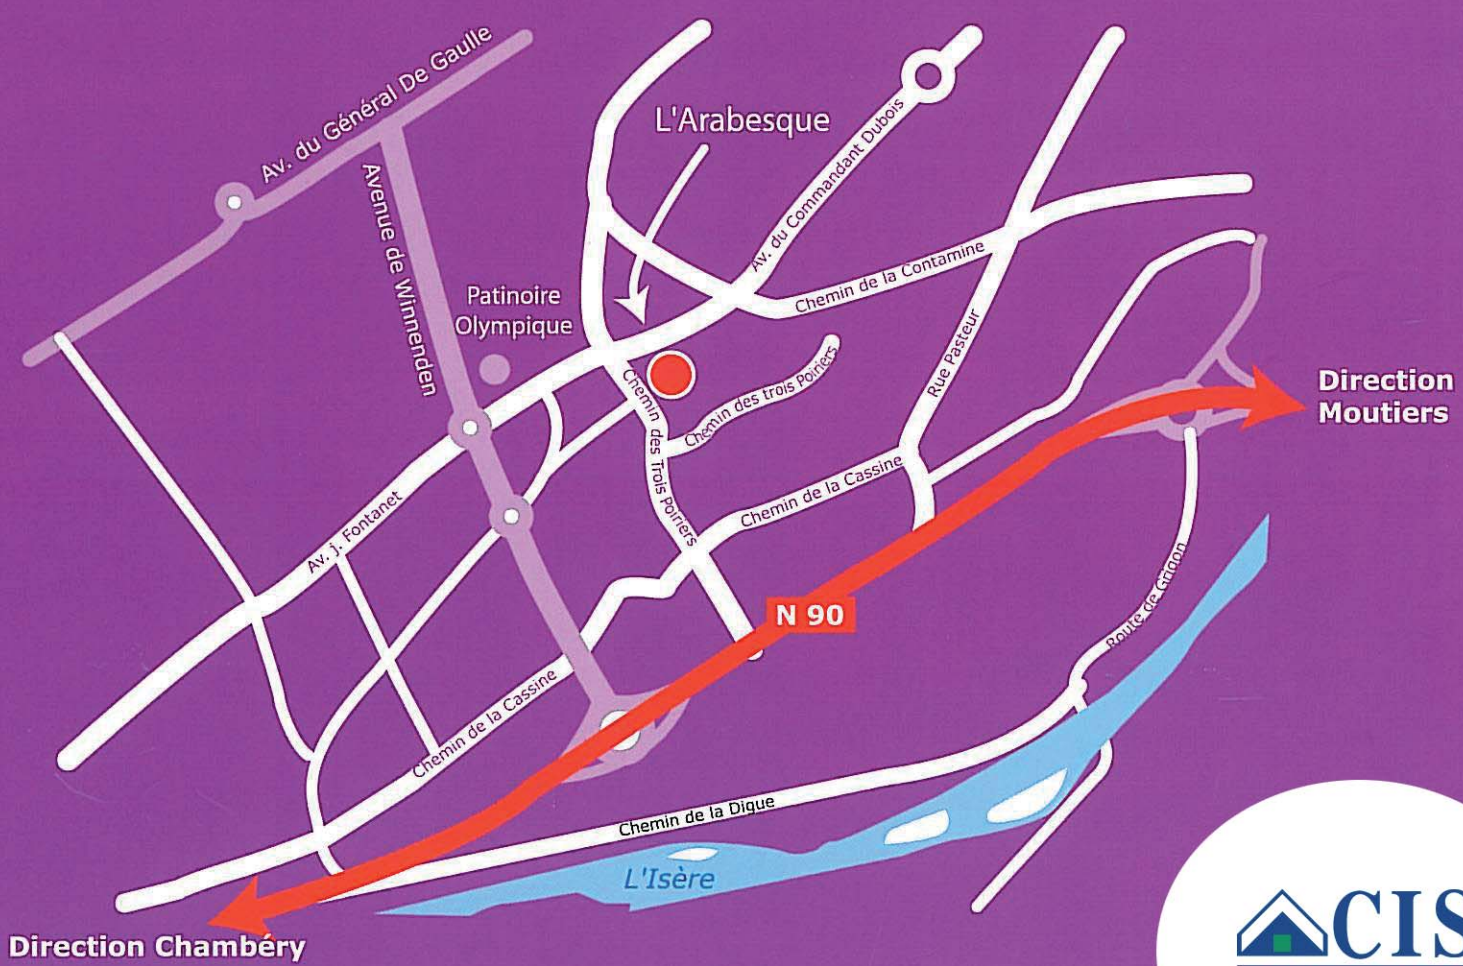 Av. du Général De Gaulle
L'Arabesque
Av. du Commandant Dubois
Avenue de Winnenden
Patinoire
Olympique
Chemin de la Contamine
Rue Pasteur
Chemin des trois Poiriers
Chemin des Trois Poiriers
Direction
Moutiers
Av. j. Fontanet
Chemin de la Cassine
N 90
Route de Grignon
Chemin de la Cassine
Chemin de la Digue
L'Isère
Direction Chambéry
CIS